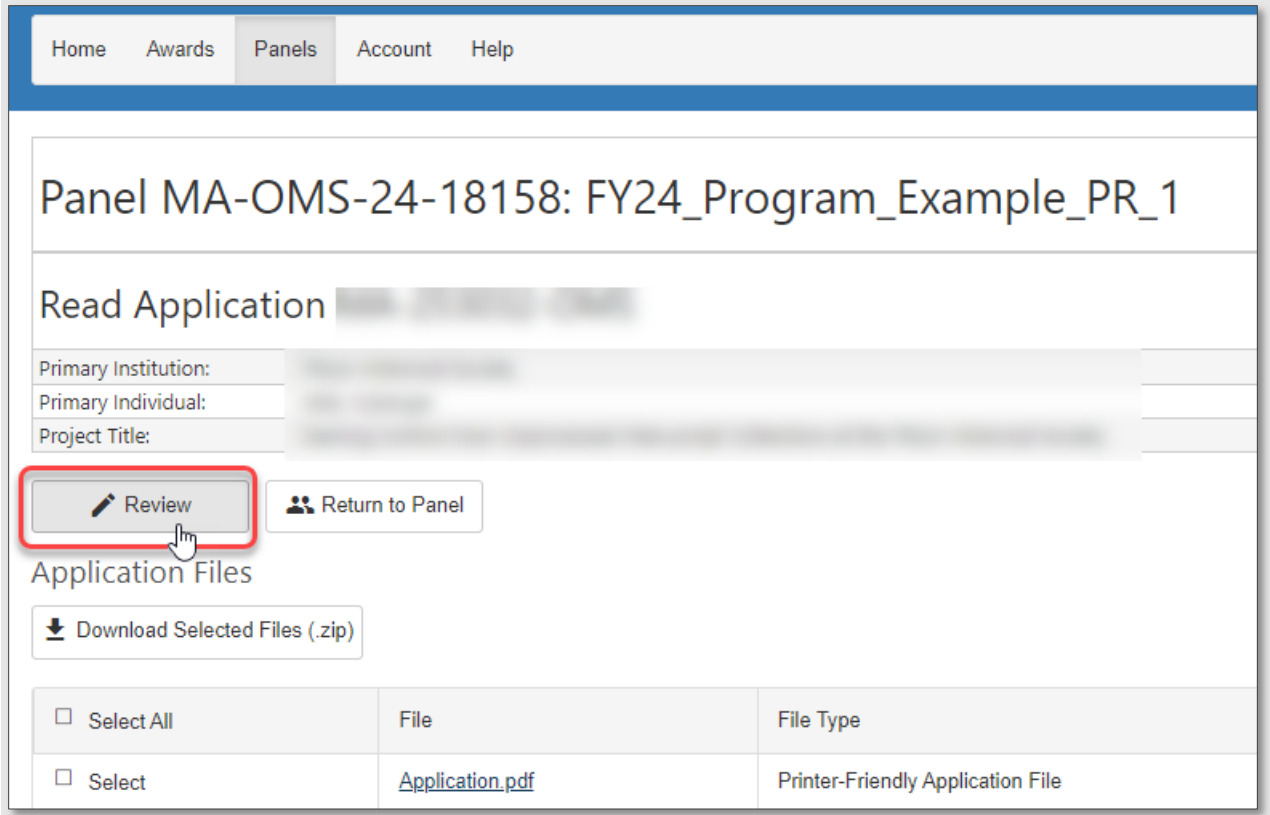 Home Awards Panels Account Help
Panel MA-OMS-24-18158: FY24_Program_Example_PR_1
Read Application
Primary Institution:
Primary Individual:
Project Title:
Review Return to Panel
Application Files
Download Selected Files (.zip)
Select All File File Type
Select Application.pdf Printer-Friendly Application File